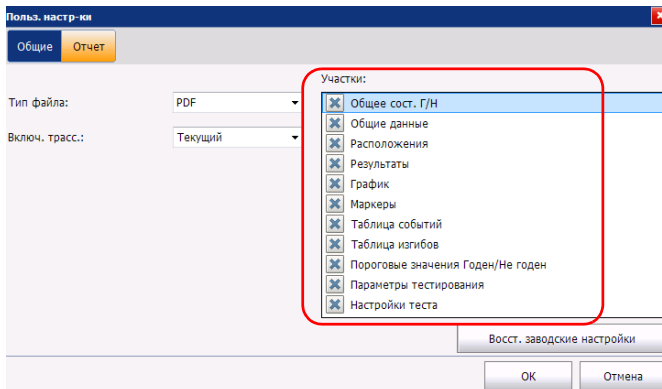 Польз. настр-ки
Общие Отчет
Участки:
Тип файла: PDF
Включ. трасс.: Текущий
Общее сост. Г/Н
Общие данные
Расположения
Результаты
График
Маркеры
Таблица событий
Таблица изгибов
Пороговые значения Годен/Не годен
Параметры тестирования
Настройки теста
Восст. заводские настройки
ОК Отмена